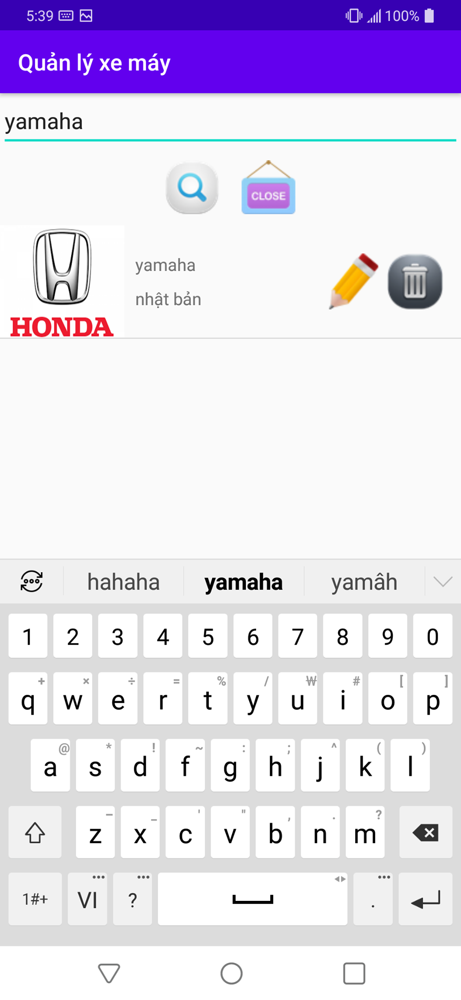 5:39 100%
Quản lý xe máy
yamaha
CLOSE
yamaha
nhật bản
HONDA
hahaha yamaha yamâh
1 2 3 4 5 6 7 8 9 0
+ × ÷ = % / ₩ # [ ]
q w e r t y u i o p
@ * ! ~ : ; ^ ( )
a s d f g h j k l
– _ ' " , . ?
z x c v b n m
1#+ VI ? .